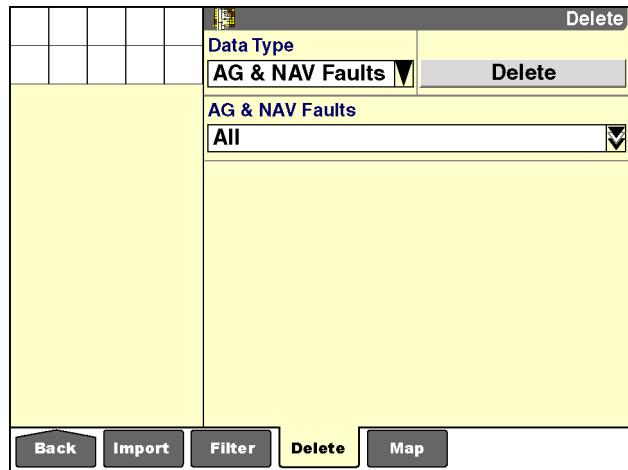 Delete
Data Type
AG & NAV Faults
Delete
AG & NAV Faults
All
Back Import Filter Delete Map